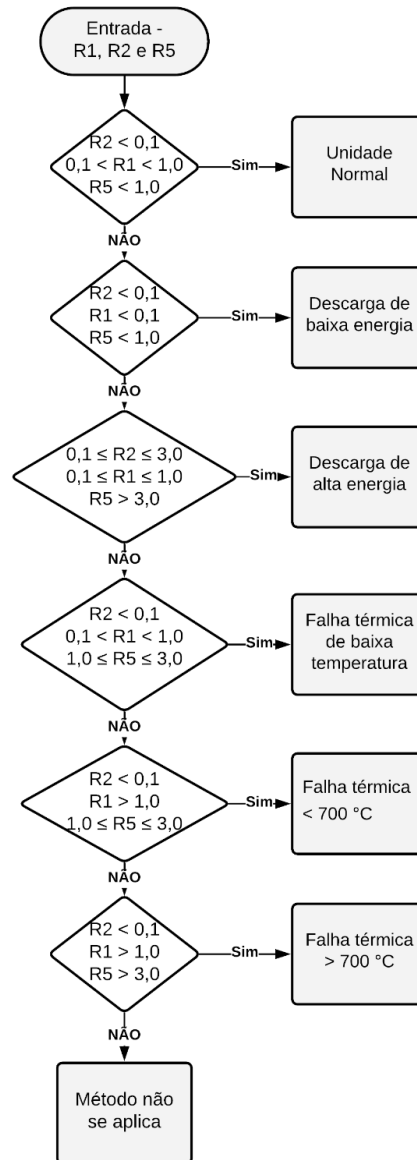 Entrada -
R1, R2 e R5
R2 < 0,1
0,1 < R1 < 1,0
R5 < 1,0
Sim
Unidade
Normal
NÃO
R2 < 0,1
R1 < 0,1
R5 < 1,0
Sim
Descarga de
baixa energia
NÃO
0,1 ≤ R2 ≤ 3,0
0,1 ≤ R1 ≤ 1,0
R5 > 3,0
Sim
Descarga de
alta energia
NÃO
R2 < 0,1
0,1 < R1 < 1,0
1,0 ≤ R5 ≤ 3,0
Sim
Falha térmica
de baixa
temperatura
NÃO
R2 < 0,1
R1 > 1,0
1,0 ≤ R5 ≤ 3,0
Sim
Falha térmica
< 700 °C
NÃO
R2 < 0,1
R1 > 1,0
R5 > 3,0
Sim
Falha térmica
> 700 °C
NÃO
Método não
se aplica